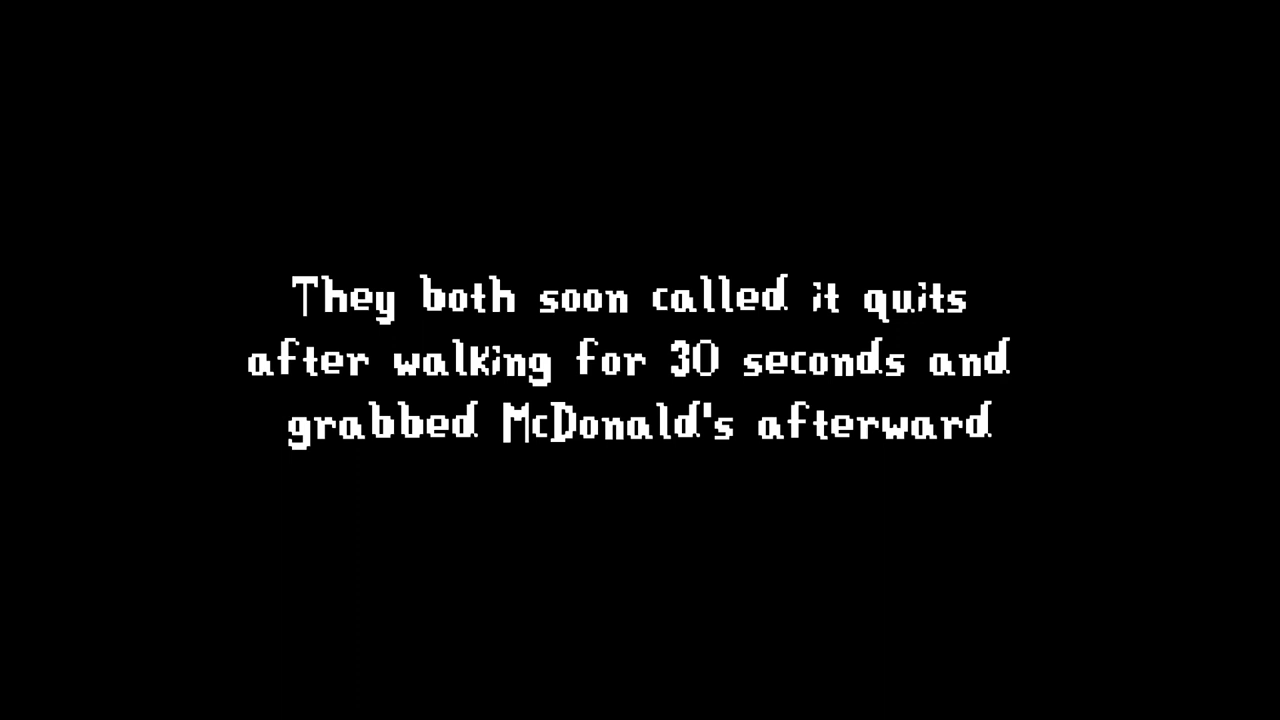 They both soon called it quits
after walking for 30 seconds and
grabbed McDonald's afterward